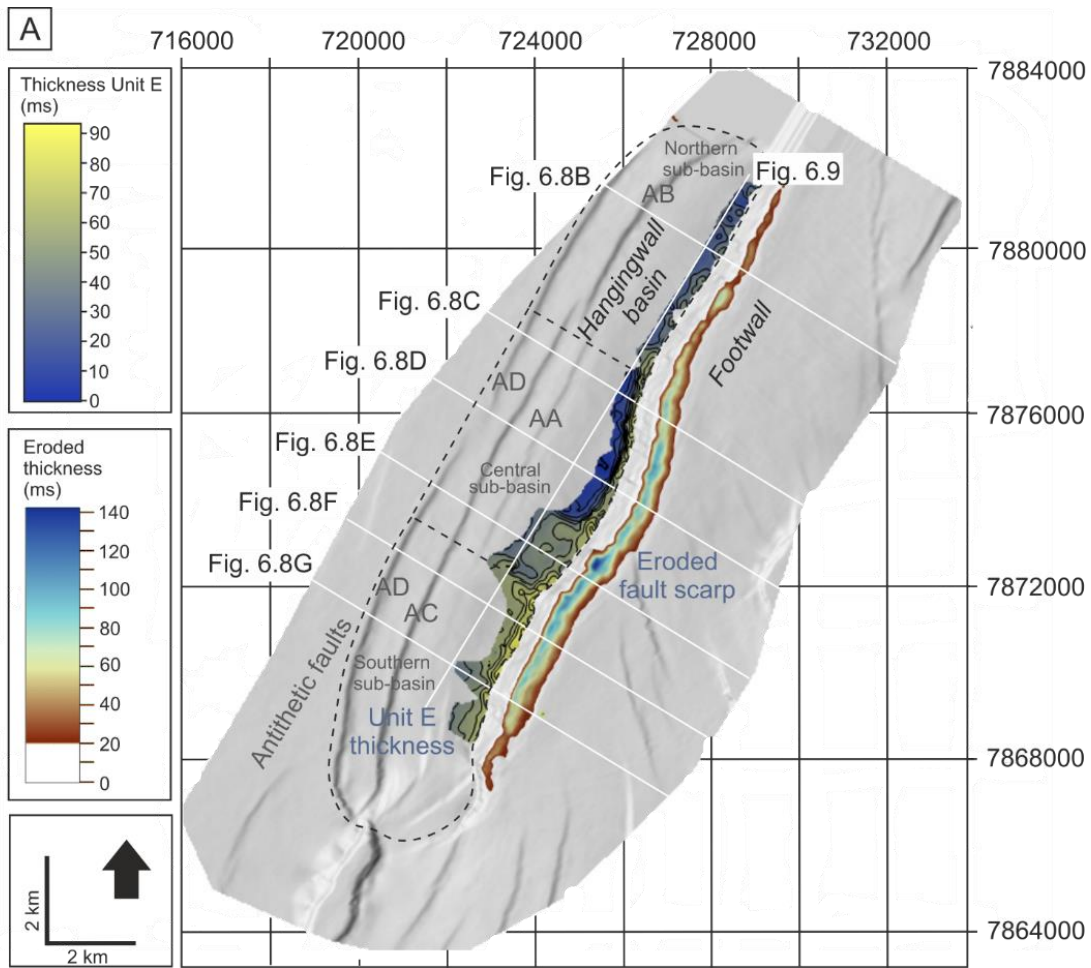 A
716000
720000
724000
728000
732000
Thickness Unit E
(ms)
90
80
70
60
50
40
30
20
10
0
Eroded
thickness
(ms)
140
120
100
80
60
40
20
0
2 km
2 km
7884000
7880000
7876000
7872000
7868000
7864000
Northern
sub-basin
Fig. 6.9
Fig. 6.8B
AB
Hangingwall
basin
Fig. 6.8C
Footwall
Fig. 6.8D
AD
AA
Fig. 6.8E
Central
sub-basin
Fig. 6.8F
Eroded
fault scarp
Fig. 6.8G
AD
AC
Antithetic faults
Southern
sub-basin
Unit E
thickness